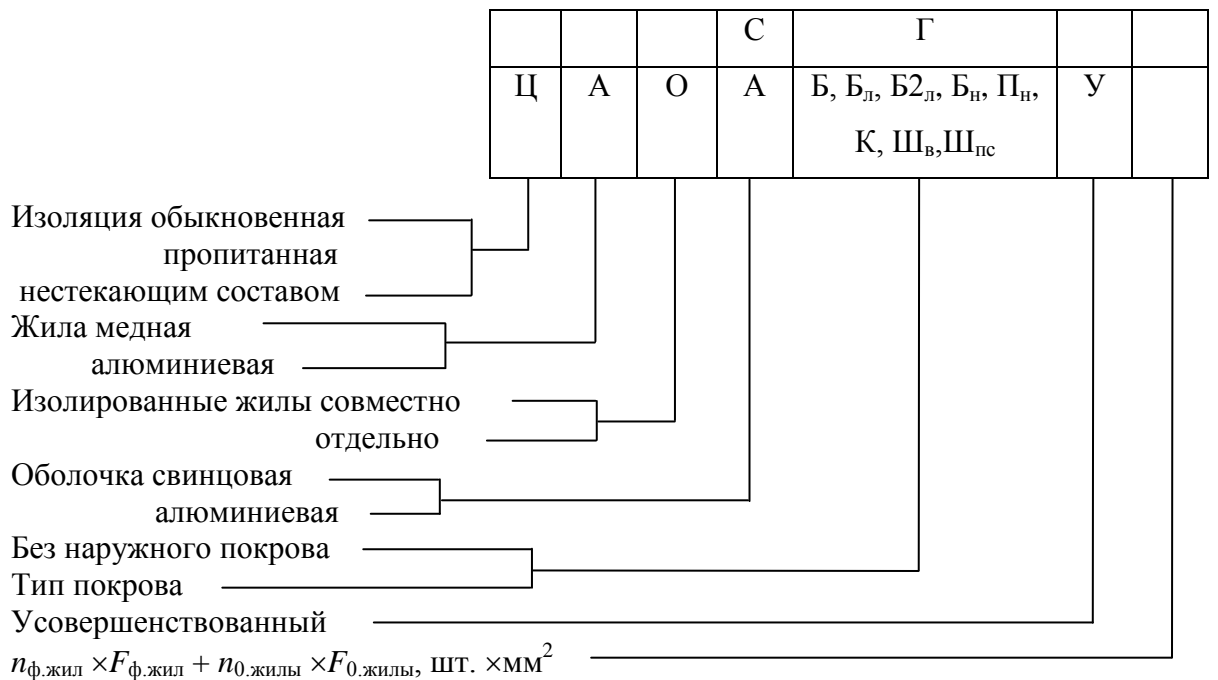 С Г
Ц А О А Б, Бл, Б2л, Бн, Пн, У
К, Шв,Шпс
Изоляция обыкновенная
пропитанная
нестекающим составом
Жила медная
алюминиевая
Изолированные жилы совместно
отдельно
Оболочка свинцовая
алюминиевая
Без наружного покрова
Тип покрова
Усовершенствованный
nф.жил ×Fф.жил + n0.жилы ×F0.жилы, шт. ×мм²